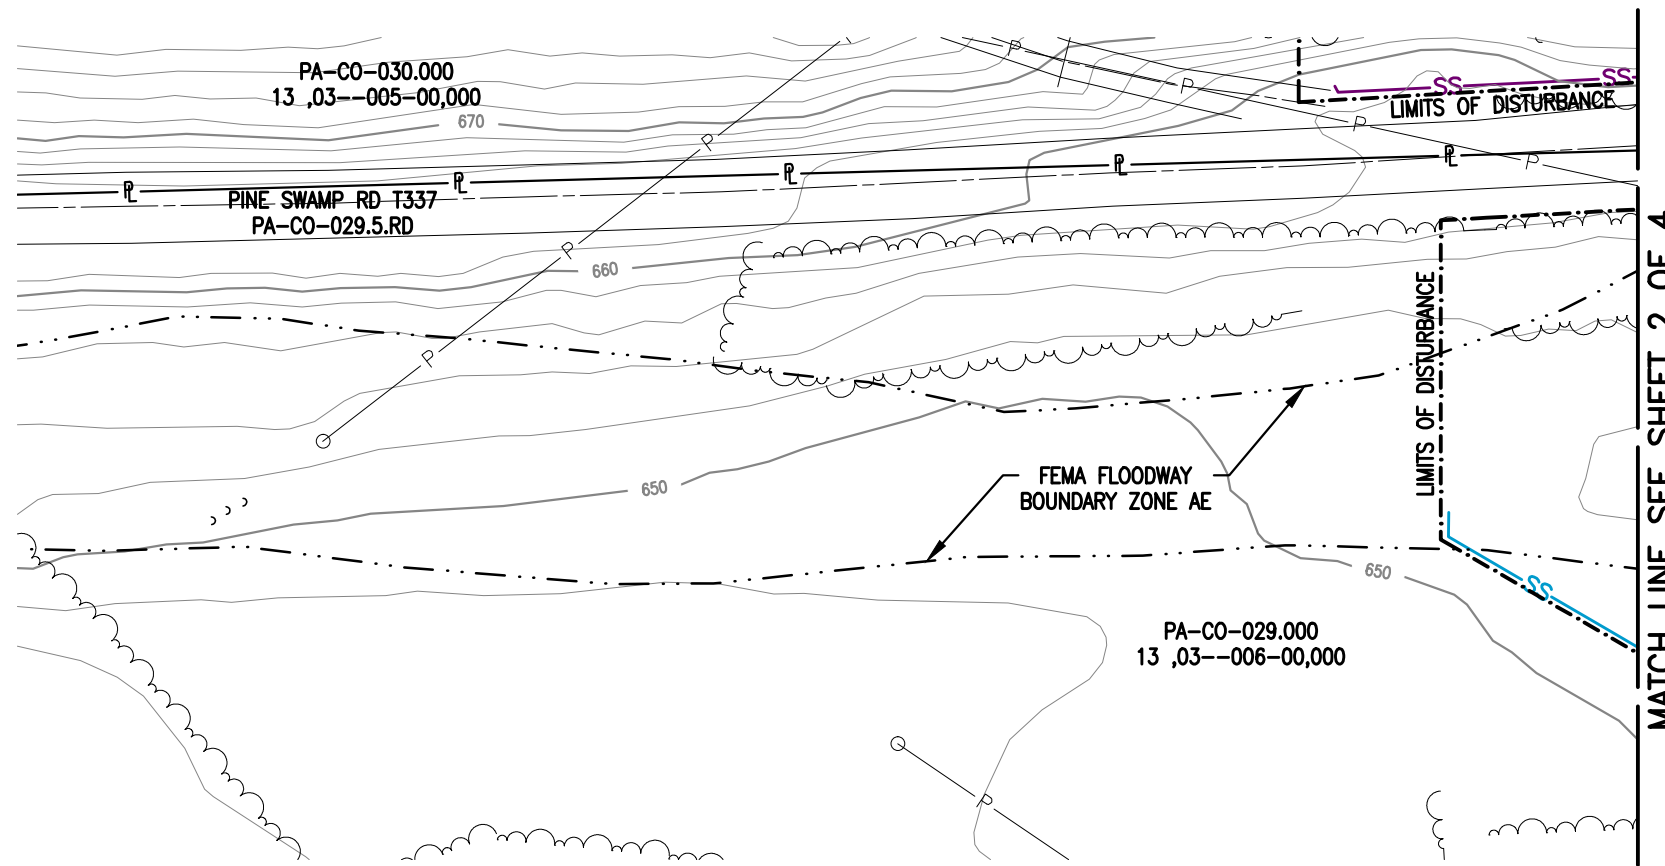 PA-CO-030.000
13 ,03--005-00,000
670
P
P
P
P
P
P
P
P
SS
SS
LIMITS OF DISTURBANCE
PL
PL
PL
PL
PL
PINE SWAMP RD T337
PA-CO-029.5.RD
660
LIMITS OF DISTURBANCE
FEMA FLOODWAY
BOUNDARY ZONE AE
650
650
SS
PA-CO-029.000
13 ,03--006-00,000
P
MATCH LINE SEE SHEET 2 OF 4